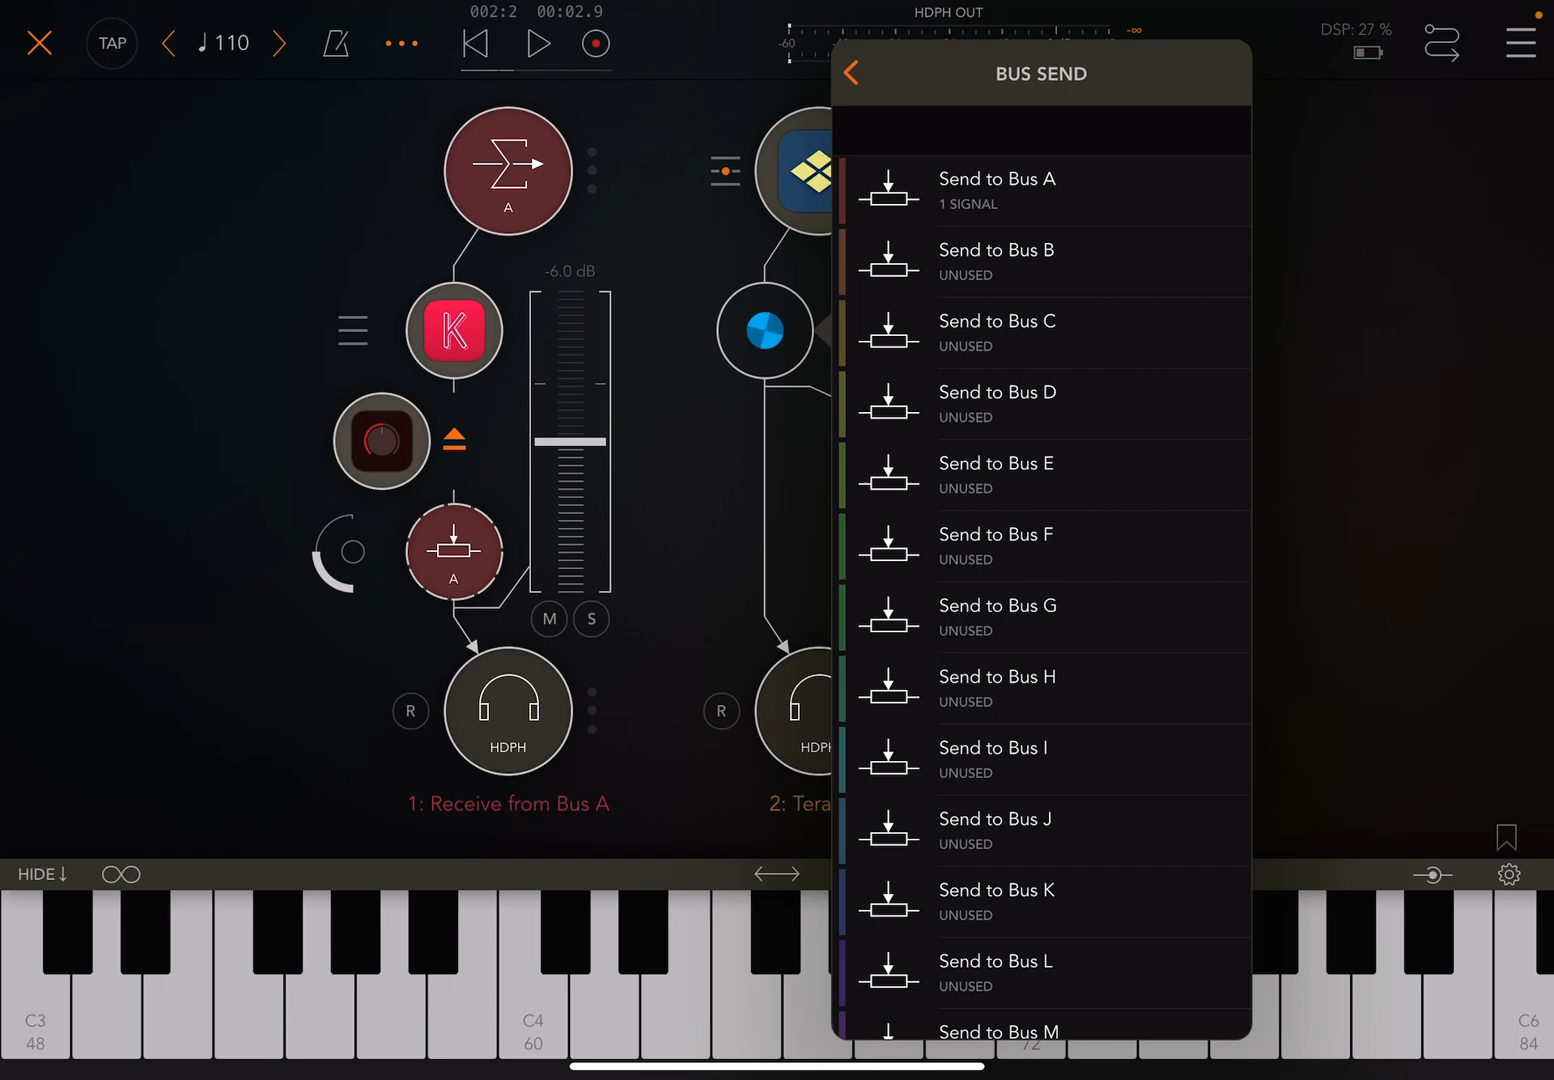 002:2 00:02.9
HDPH OUT
TAP
110
-60
-∞
DSP: 27 %
BUS SEND
A
-6.0 dB
K
A
M S
R
HDPH
R
HDPH
1: Receive from Bus A
2: Tera
Send to Bus A
1 SIGNAL
Send to Bus B
UNUSED
Send to Bus C
UNUSED
Send to Bus D
UNUSED
Send to Bus E
UNUSED
Send to Bus F
UNUSED
Send to Bus G
UNUSED
Send to Bus H
UNUSED
Send to Bus I
UNUSED
Send to Bus J
UNUSED
Send to Bus K
UNUSED
Send to Bus L
UNUSED
Send to Bus M
HIDE↓
C3
48
C4
60
72
C6
84